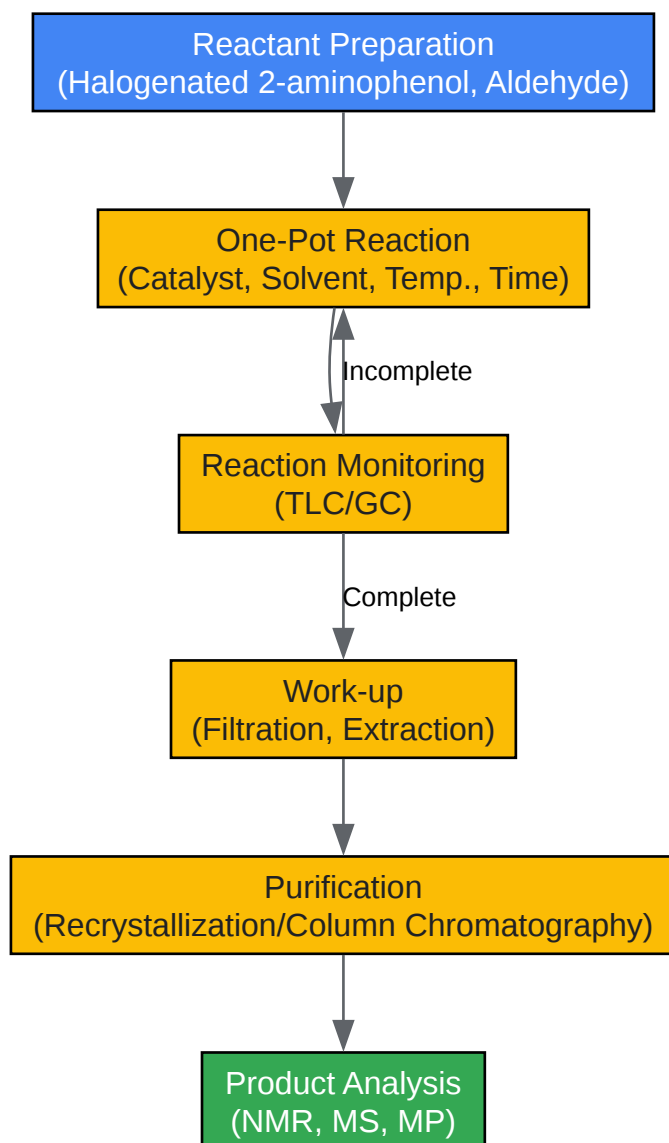 Reactant Preparation
(Halogenated 2-aminophenol, Aldehyde)
One-Pot Reaction
(Catalyst, Solvent, Temp., Time)
Incomplete
Reaction Monitoring
(TLC/GC)
Complete
Work-up
(Filtration, Extraction)
Purification
(Recrystallization/Column Chromatography)
Product Analysis
(NMR, MS, MP)